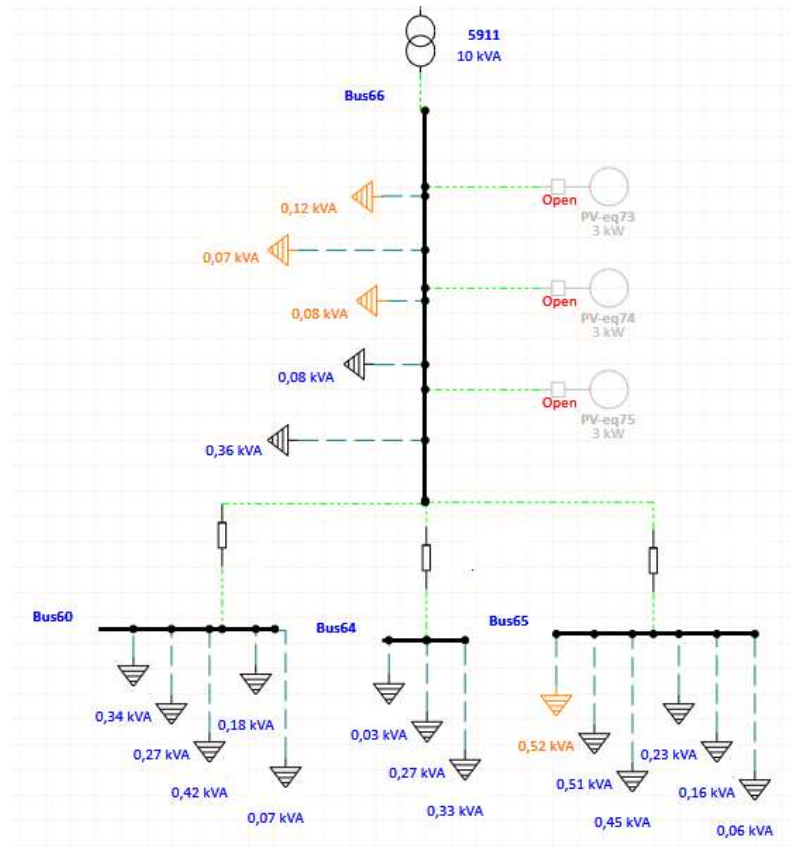 5911
10 kVA
Bus66
0,12 kVA
Open
PV-eq73
3 kW
0,07 kVA
0,08 kVA
Open
PV-eq74
3 kW
0,08 kVA
Open
PV-eq75
3 kW
0,36 kVA
Bus60
Bus64
Bus65
0,34 kVA
0,18 kVA
0,27 kVA
0,42 kVA
0,07 kVA
0,03 kVA
0,27 kVA
0,33 kVA
0,52 kVA
0,23 kVA
0,51 kVA
0,16 kVA
0,45 kVA
0,06 kVA